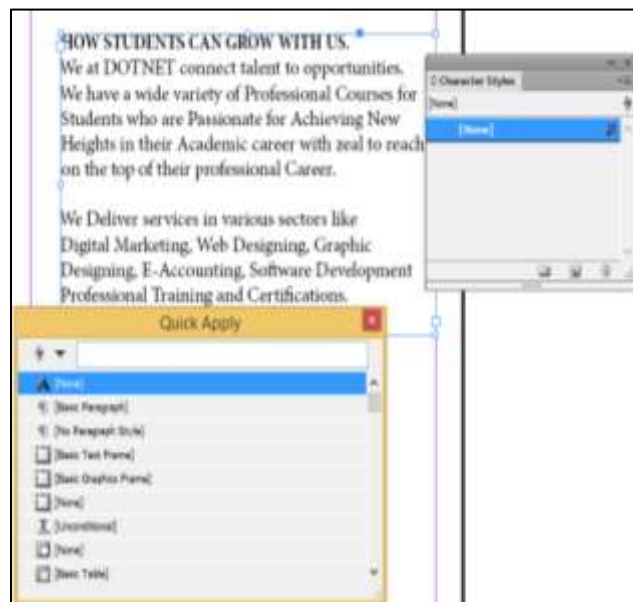 HOW STUDENTS CAN GROW WITH US.
We at DOTNET connect talent to opportunities.
We have a wide variety of Professional Courses for
Students who are Passionate for Achieving New
Heights in their Academic career with zeal to reach
on the top of their professional Career.
We Deliver services in various sectors like
Digital Marketing, Web Designing, Graphic
Designing, E-Accounting, Software Development
Professional Training and Certifications.
Character Styles
[None]
[None]
Quick Apply
[None]
[Basic Paragraph]
[No Paragraph Style]
[Basic Text Frame]
[Basic Graphics Frame]
[None]
[Unconditional]
[None]
[Basic Table]